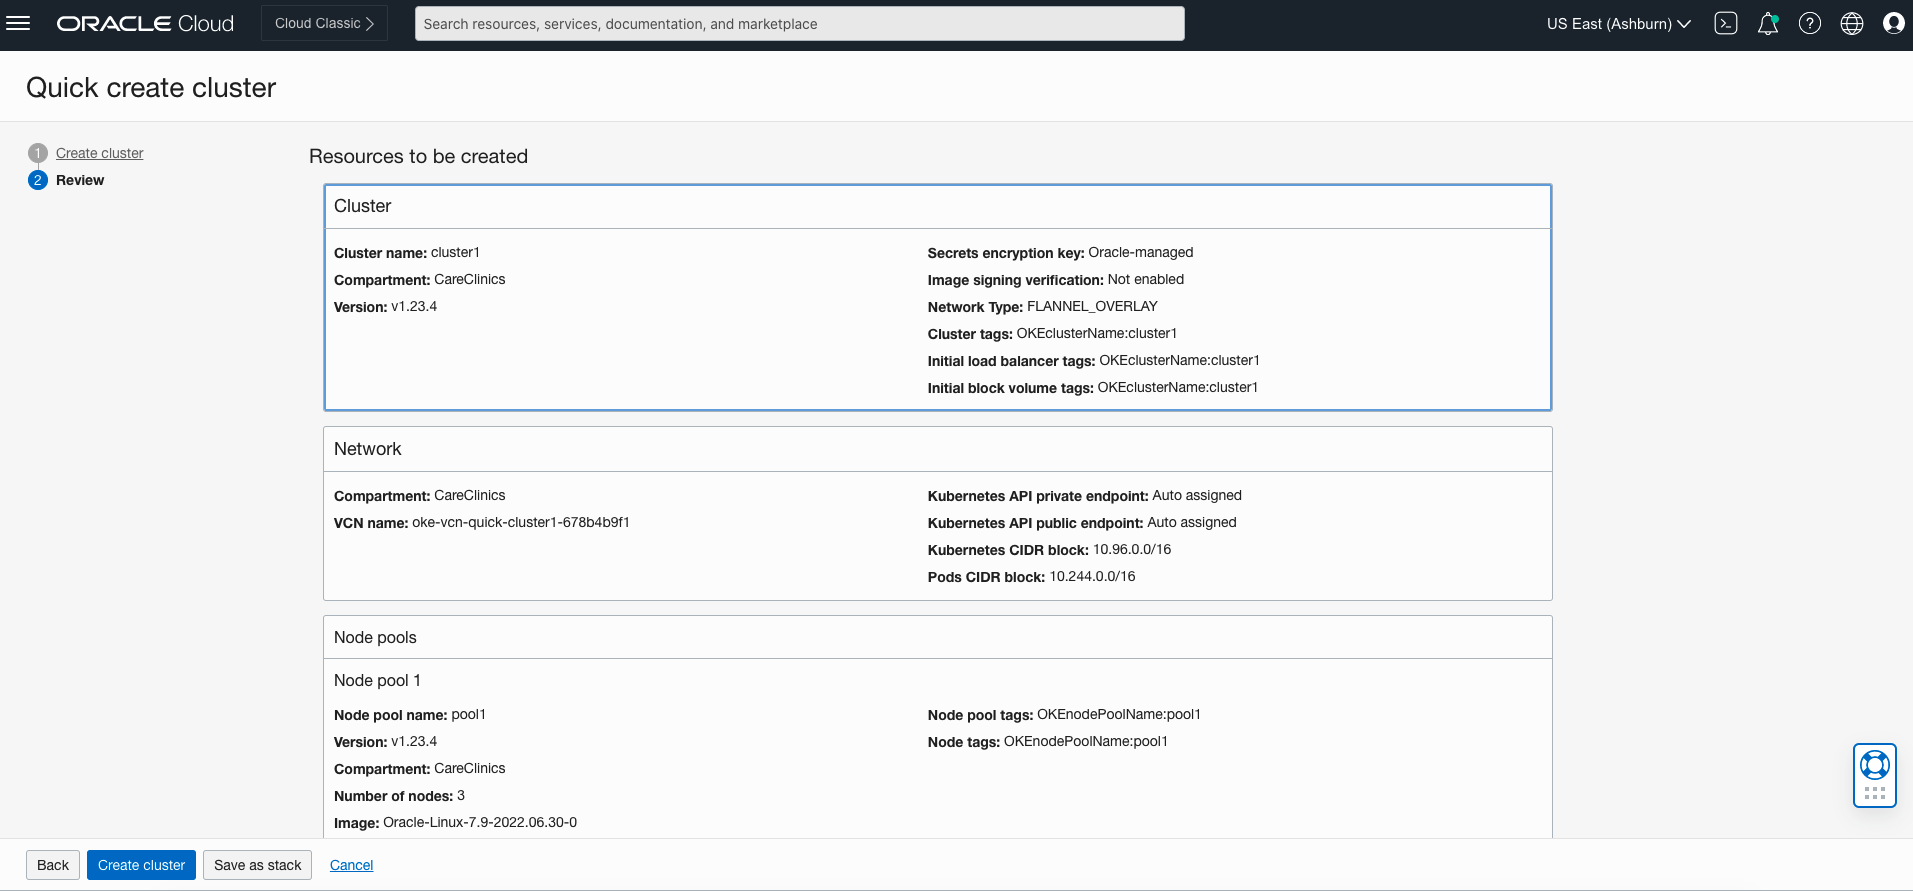 ORACLE Cloud
Cloud Classic
Search resources, services, documentation, and marketplace
US East (Ashburn)
Quick create cluster
1 Create cluster
2 Review
Resources to be created
Cluster
Cluster name: cluster1
Compartment: CareClinics
Version: v1.23.4
Secrets encryption key: Oracle-managed
Image signing verification: Not enabled
Network Type: FLANNEL_OVERLAY
Cluster tags: OKEclusterName:cluster1
Initial load balancer tags: OKEclusterName:cluster1
Initial block volume tags: OKEclusterName:cluster1
Network
Compartment: CareClinics
VCN name: oke-vcn-quick-cluster1-678b4b9f1
Kubernetes API private endpoint: Auto assigned
Kubernetes API public endpoint: Auto assigned
Kubernetes CIDR block: 10.96.0.0/16
Pods CIDR block: 10.244.0.0/16
Node pools
Node pool 1
Node pool name: pool1
Version: v1.23.4
Compartment: CareClinics
Number of nodes: 3
Image: Oracle-Linux-7.9-2022.06.30-0
Node pool tags: OKEnodePoolName:pool1
Node tags: OKEnodePoolName:pool1
Back
Create cluster
Save as stack
Cancel